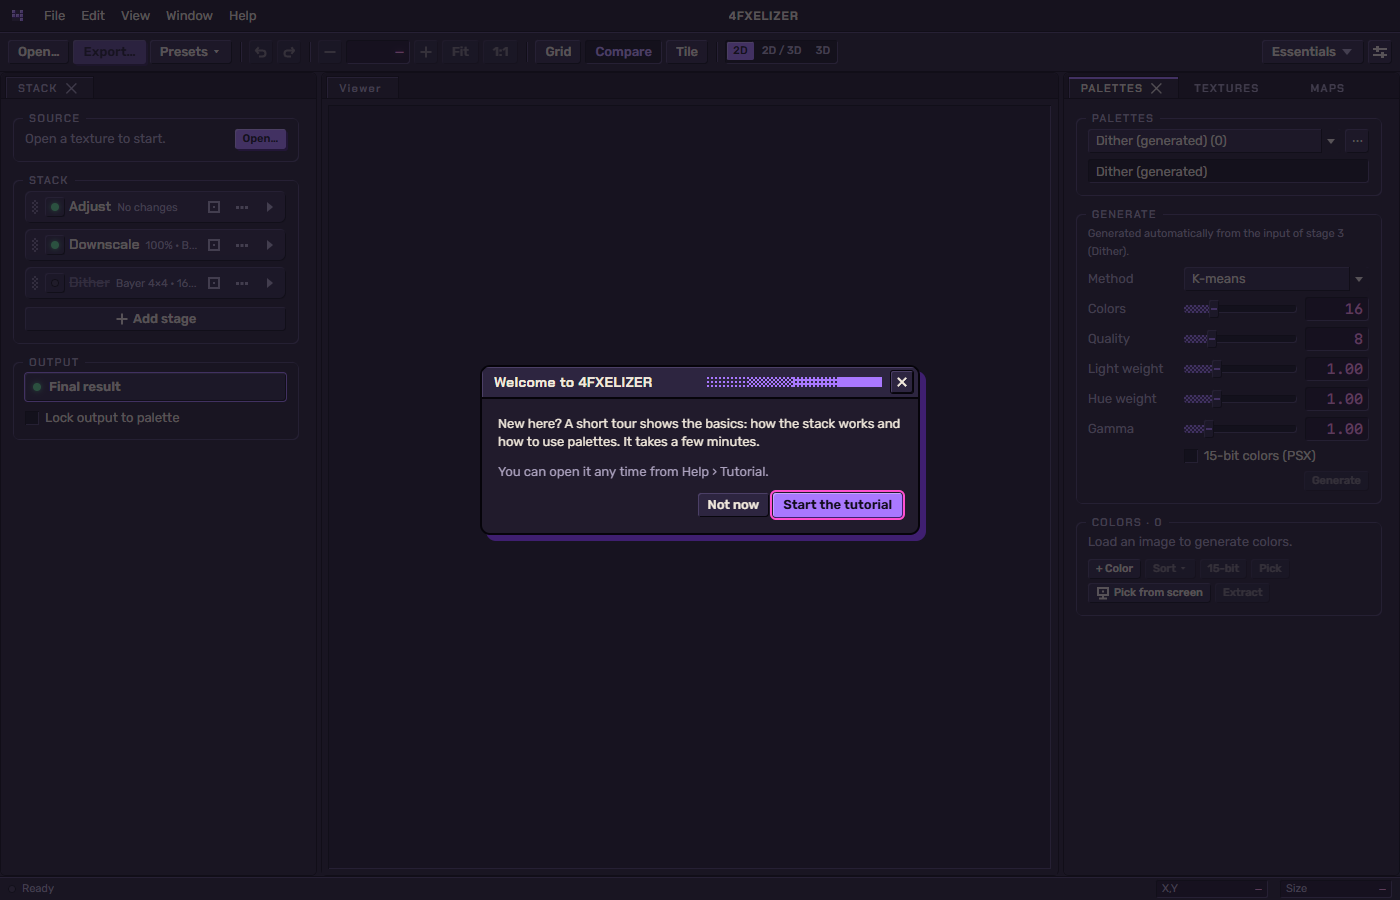 File Edit View Window Help
4FXELIZER
Open... Export... Presets
– Fit 1:1 Grid Compare Tile 2D 2D / 3D 3D
Essentials
STACK
SOURCE
Open a texture to start. Open...
STACK
Adjust No changes
Downscale 100% • B...
Dither Bayer 4×4 • 16...
+ Add stage
OUTPUT
Final result
Lock output to palette
Viewer
Welcome to 4FXELIZER
New here? A short tour shows the basics: how the stack works and
how to use palettes. It takes a few minutes.
You can open it any time from Help › Tutorial.
Not now Start the tutorial
PALETTES TEXTURES MAPS
PALETTES
Dither (generated) (0)
Dither (generated)
GENERATE
Generated automatically from the input of stage 3
(Dither).
Method K-means
Colors 16
Quality 8
Light weight 1.00
Hue weight 1.00
Gamma 1.00
15-bit colors (PSX)
Generate
COLORS · 0
Load an image to generate colors.
+ Color Sort 15-bit Pick
Pick from screen Extract
Ready
X,Y –
Size –